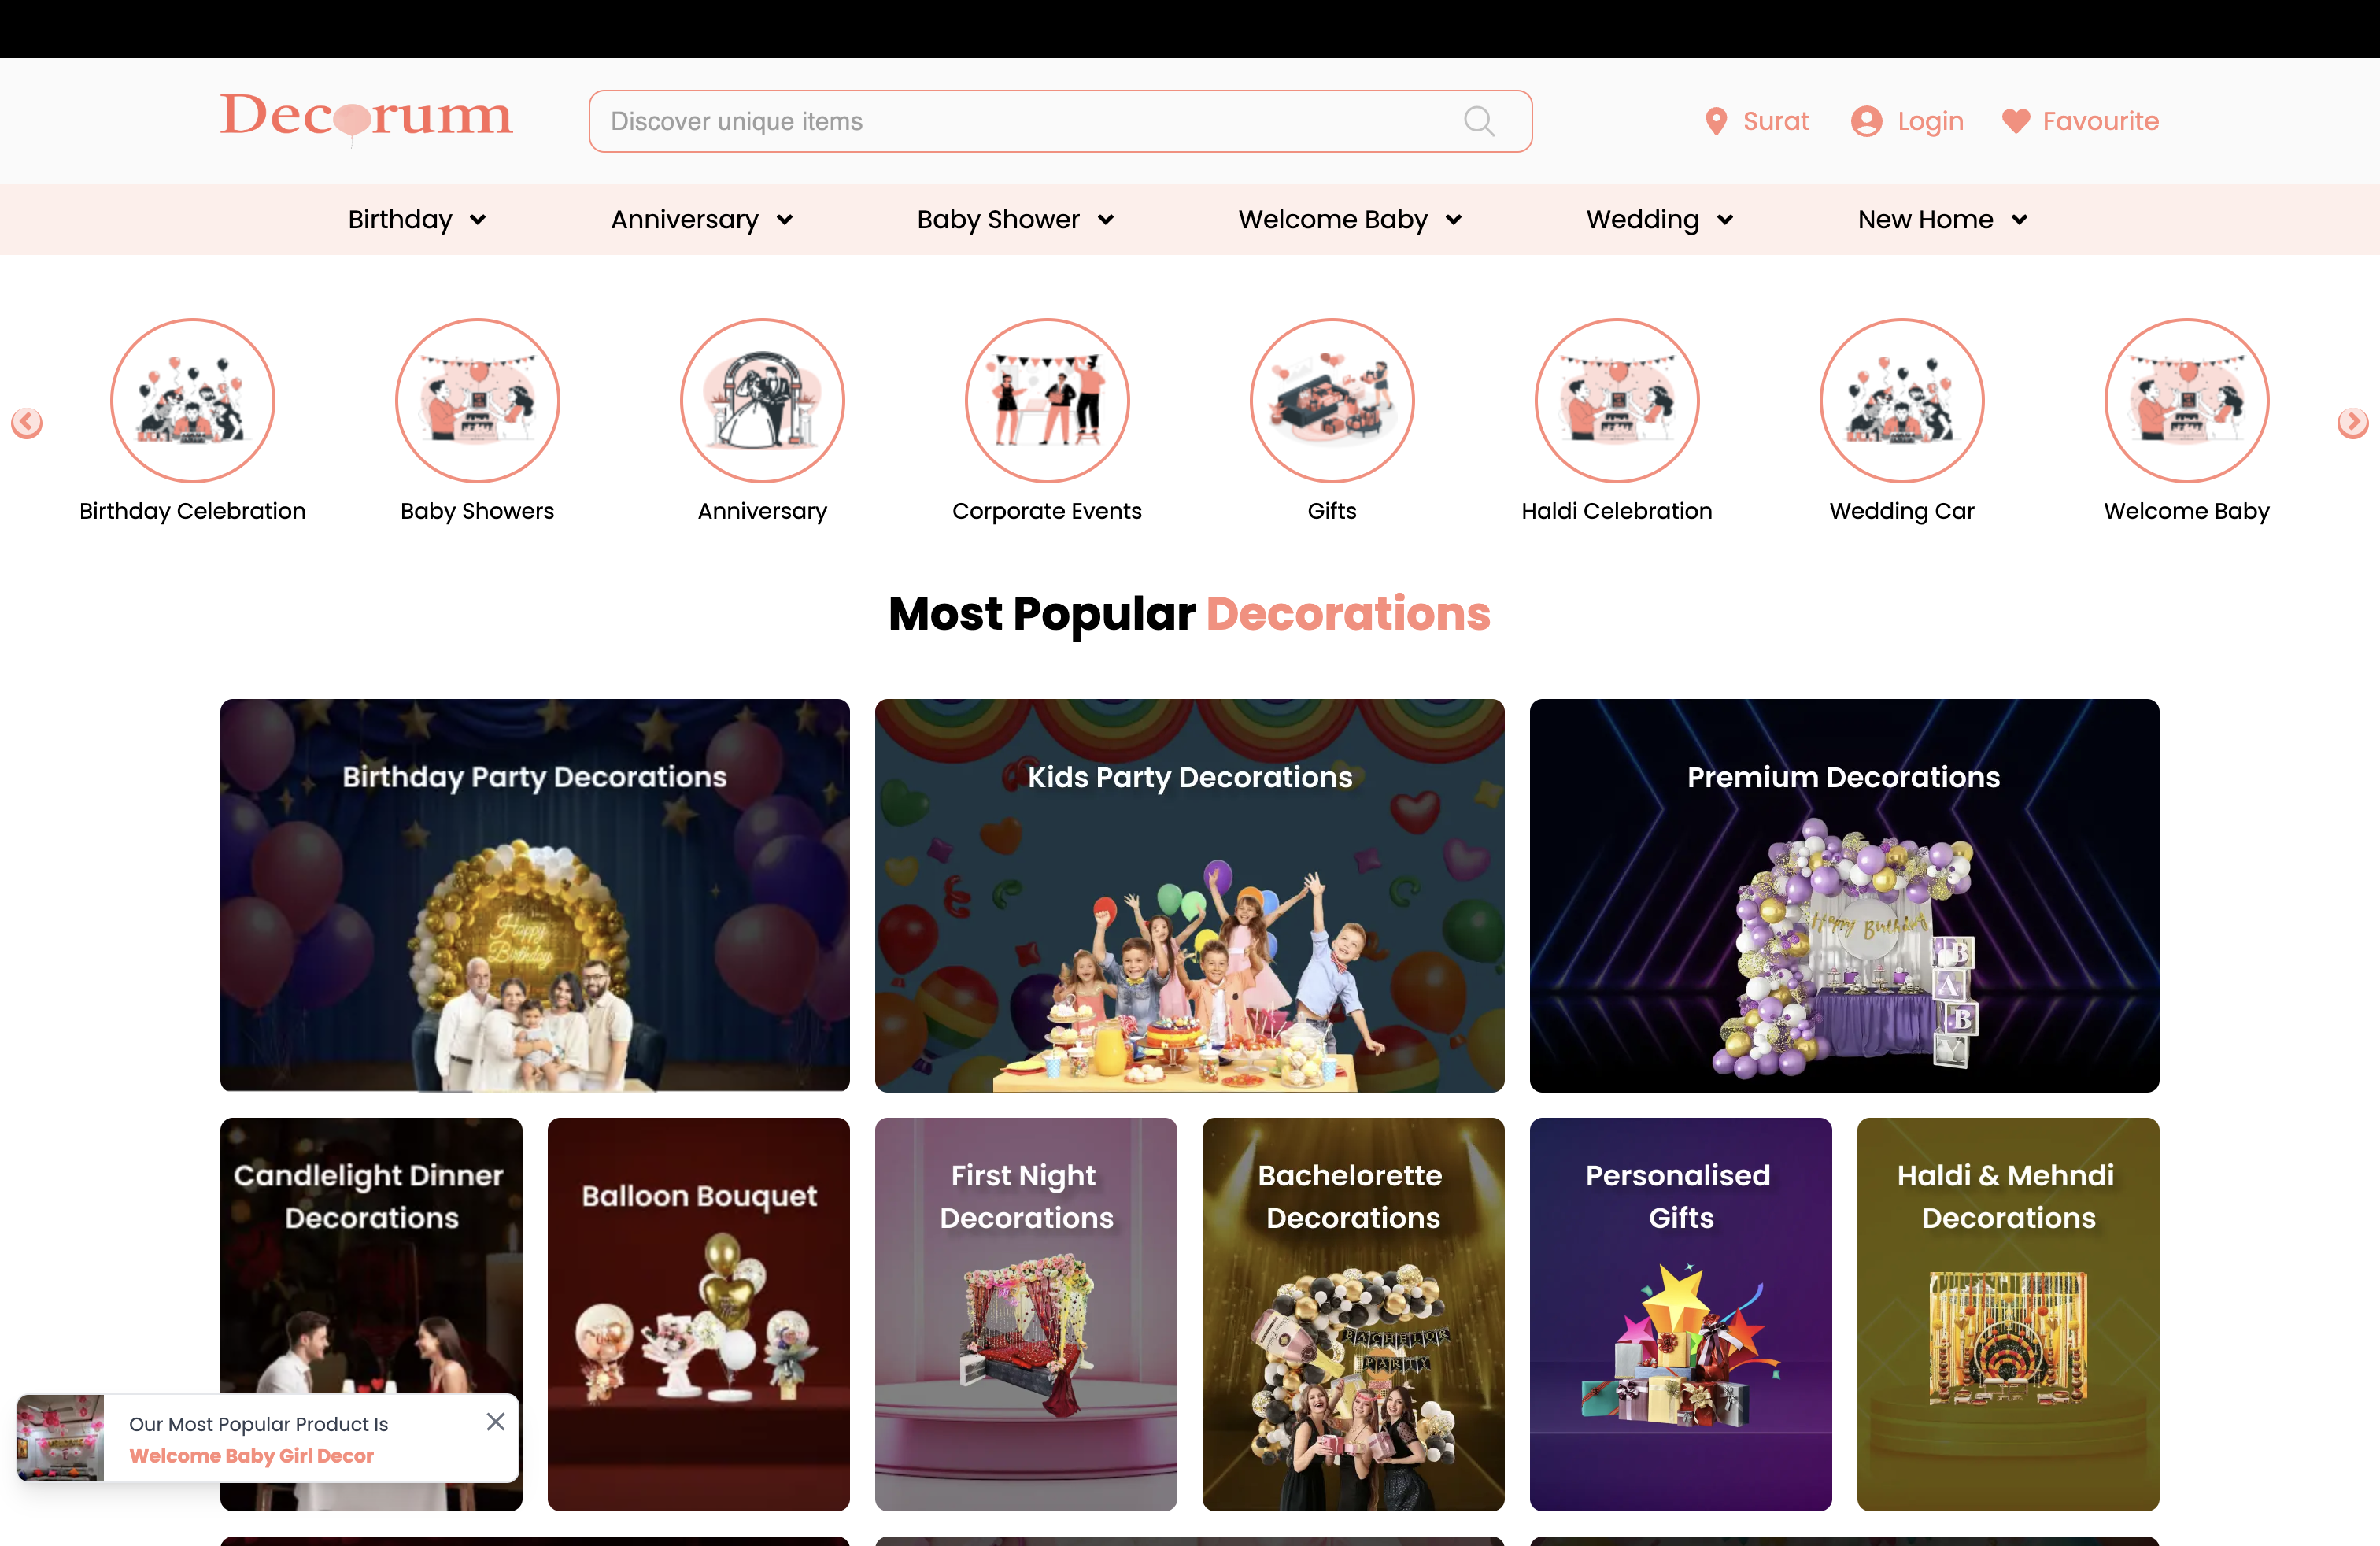 Decorum
Discover unique items
Surat
Login
Favourite
Birthday
Anniversary
Baby Shower
Welcome Baby
Wedding
New Home
Birthday Celebration
Baby Showers
Anniversary
Corporate Events
Gifts
Haldi Celebration
Wedding Car
Welcome Baby
Most Popular Decorations
Birthday Party Decorations
Happy
Birthday
Kids Party Decorations
Premium Decorations
Happy Birthday
B
A
B
Y
Candlelight Dinner
Decorations
Balloon Bouquet
First Night
Decorations
Bachelorette
Decorations
BACHELOR
PARTY
Personalised
Gifts
Haldi & Mehndi
Decorations
Our Most Popular Product Is
Welcome Baby Girl Decor